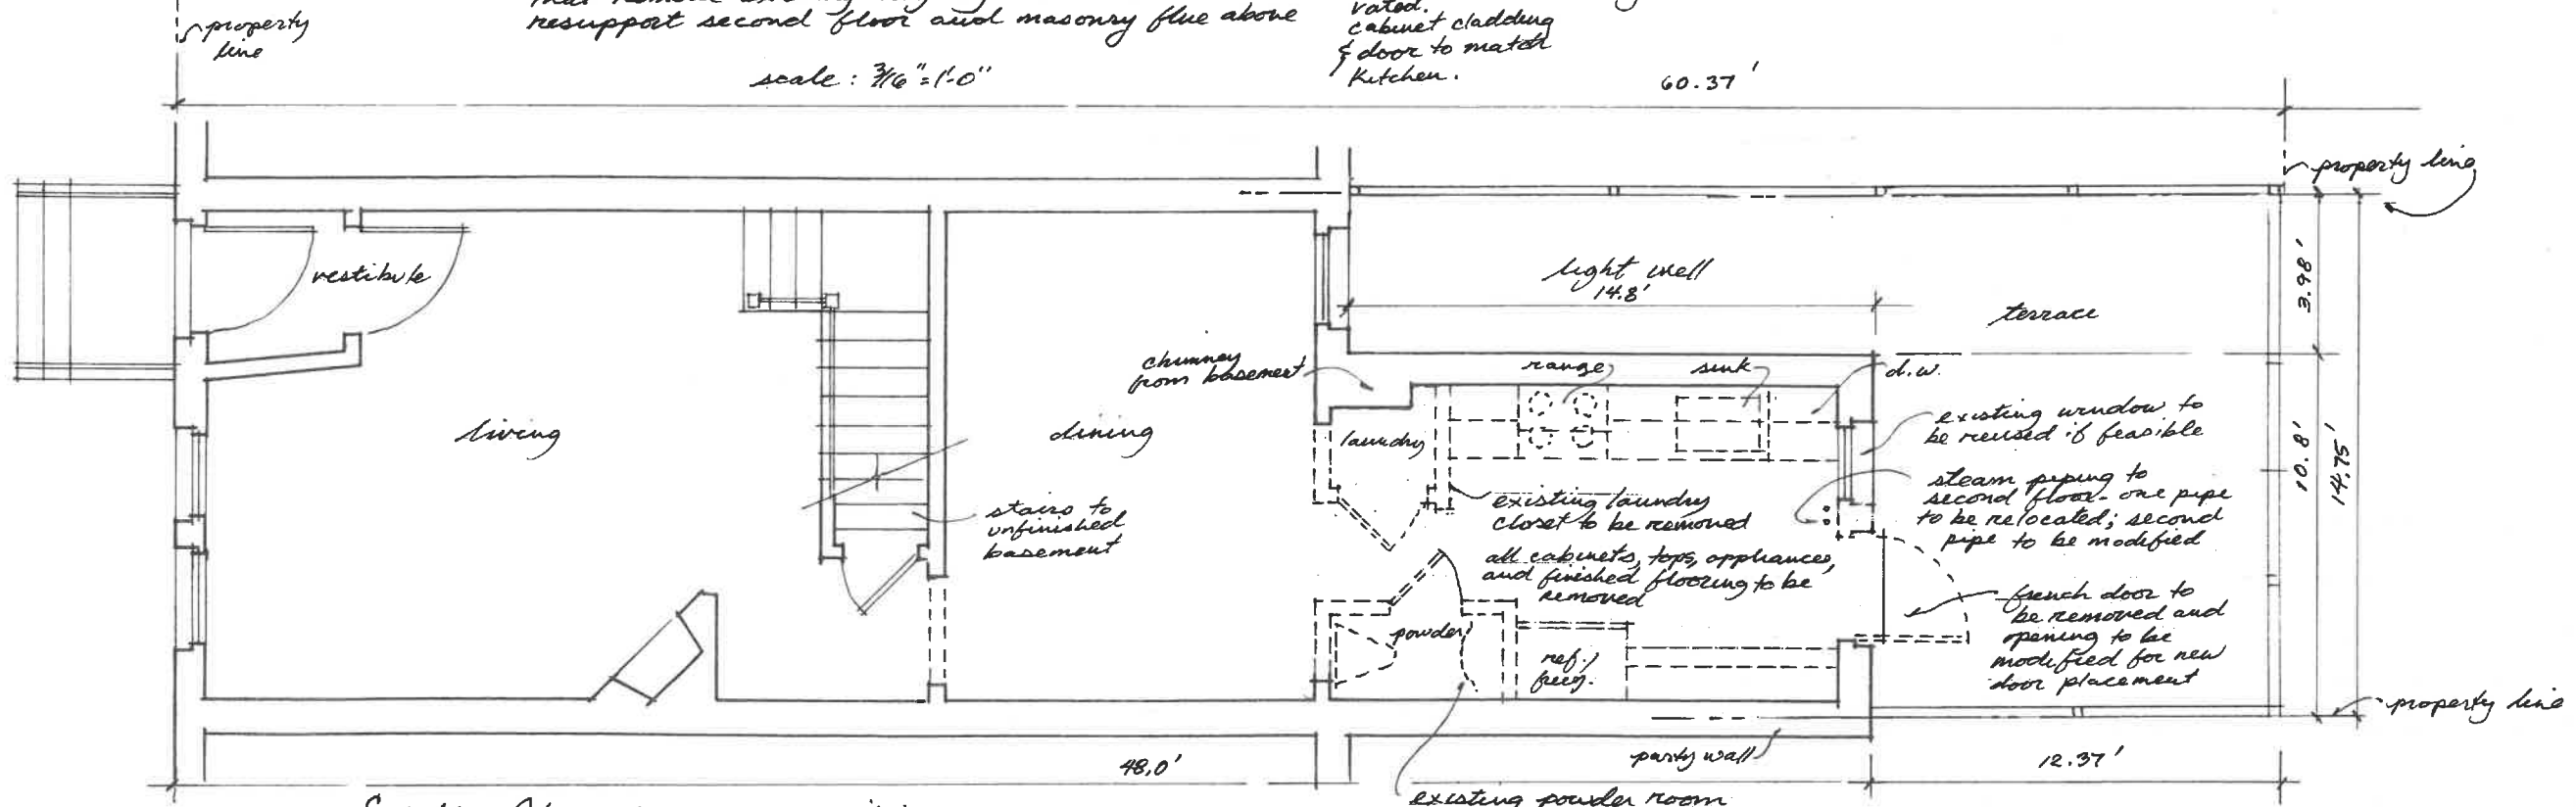 resupport second floor and masonry flue above
vated.
cabinet cladding
& door to match
kitchen.
property
line
scale: 3/16"=1'-0"
60.37'
property line
vestibule
light well
14.8'
terrace
3.98'
10.8'
14.75'
chimney
from basement
range
sink
d.w.
living
dining
laundry
existing window to
be reused if feasible
steam piping to
second floor - one pipe
to be relocated; second
pipe to be modified
stairs to
unfinished
basement
existing laundry
closet to be removed
all cabinets, tops, appliances,
and finished flooring to be
removed
french door to
be removed and
opening to be
modified for new
door placement
powder
ref./
freez.
property line
party wall
48.0'
12.37'
existing powder room